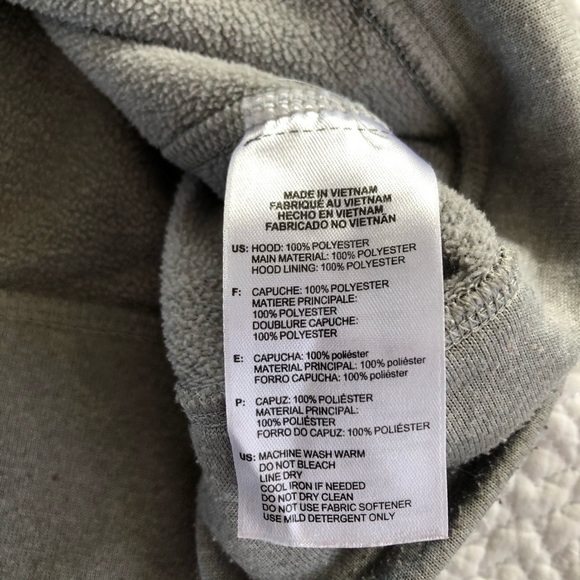 MADE IN VIETNAM
FABRIQUÉ AU VIETNAM
HECHO EN VIETNAM
FABRICADO NO VIETNÃN
US: HOOD: 100% POLYESTER
MAIN MATERIAL: 100% POLYESTER
HOOD LINING: 100% POLYESTER
F: CAPUCHE: 100% POLYESTER
MATIERE PRINCIPALE:
100% POLYESTER
DOUBLURE CAPUCHE:
100% POLYESTER
E: CAPUCHA: 100% poliéster
MATERIAL PRINCIPAL: 100% poliéster
FORRO CAPUCHA: 100% poliéster
P: CAPUZ: 100% POLIÉSTER
MATERIAL PRINCIPAL:
100% POLIÉSTER
FORRO DO CAPUZ: 100% POLIÉSTER
US: MACHINE WASH WARM
DO NOT BLEACH
LINE DRY
COOL IRON IF NEEDED
DO NOT DRY CLEAN
DO NOT USE FABRIC SOFTENER
USE MILD DETERGENT ONLY